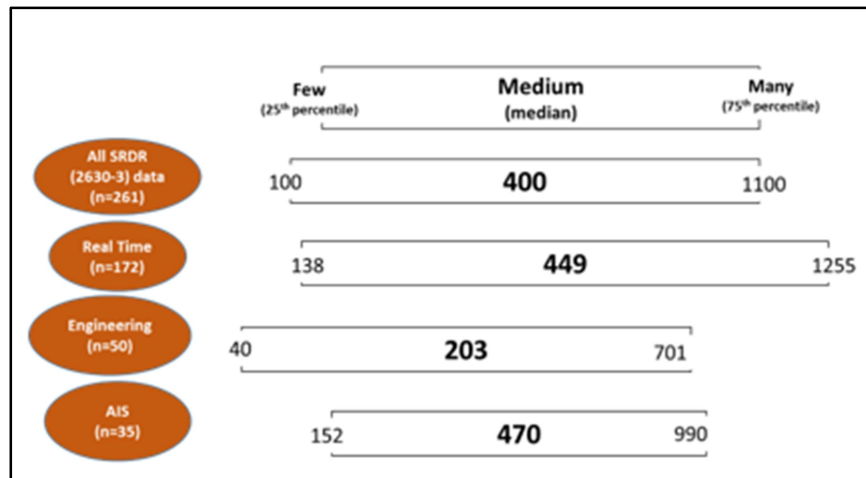 Few
(25th percentile)
Medium
(median)
Many
(75th percentile)
All SRDR
(2630-3) data
(n=261)
100
400
1100
Real Time
(n=172)
138
449
1255
Engineering
(n=50)
40
203
701
AIS
(n=35)
152
470
990